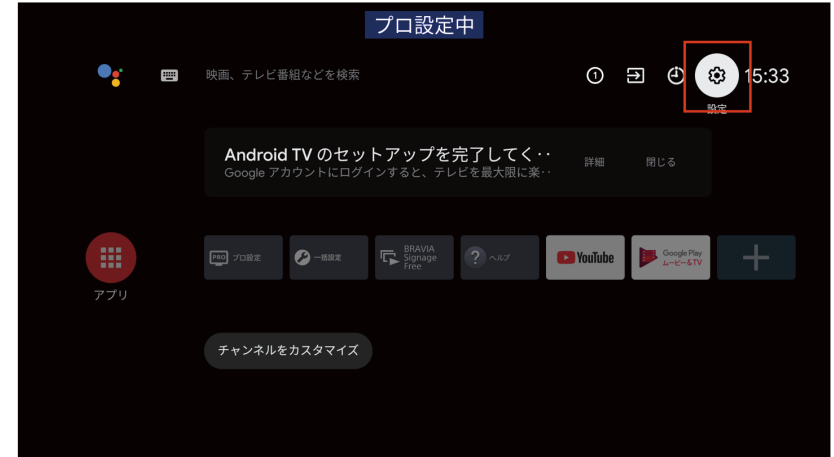 プロ設定中
映画、テレビ番組などを検索
1
15:33
設定
Android TV のセットアップを完了してく‥
Google アカウントにログインすると、テレビを最大限に楽‥
詳細
閉じる
アプリ
PRO プロ設定
一括設定
BRAVIA
Signage
Free
? ヘルプ
YouTube
Google Play
ムービー&TV
チャンネルをカスタマイズ